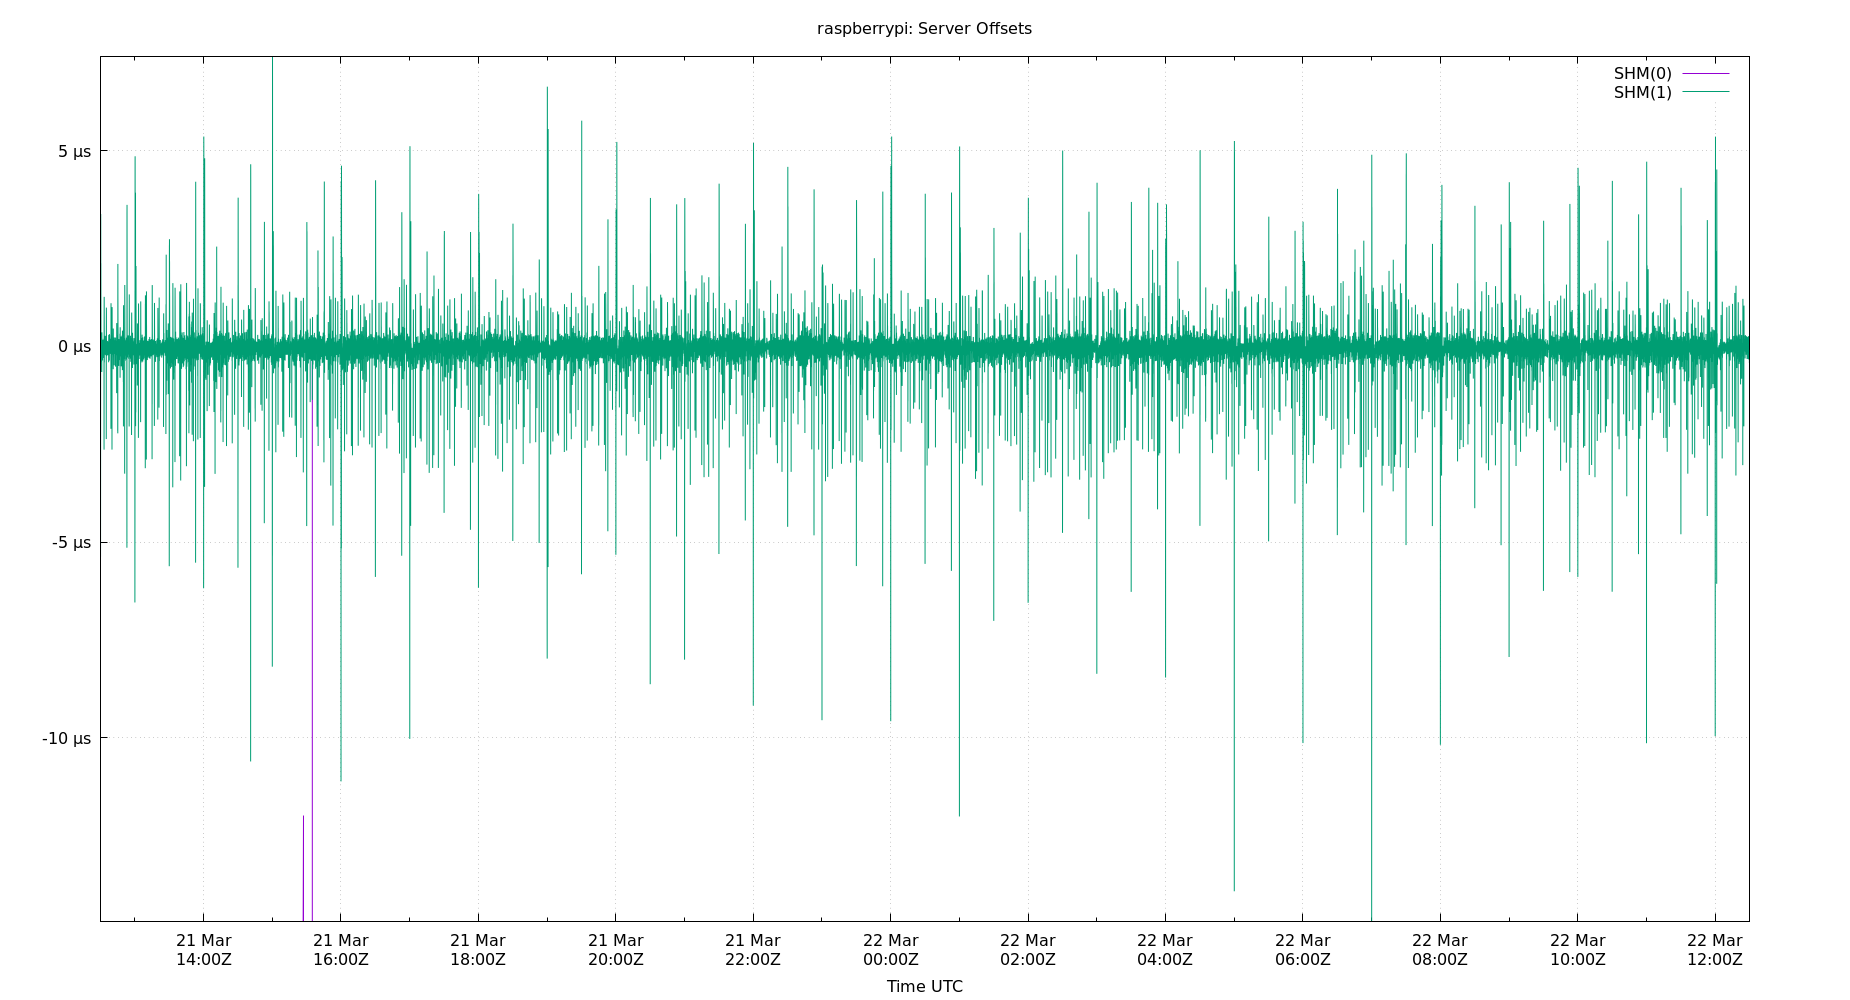 raspberrypi: Server Offsets
SHM(0)
SHM(1)
5 µs
0 µs
-5 µs
-10 µs
21 Mar 21 Mar 21 Mar 21 Mar 21 Mar 22 Mar 22 Mar 22 Mar 22 Mar 22 Mar 22 Mar 22 Mar
14:00Z 16:00Z 18:00Z 20:00Z 22:00Z 00:00Z 02:00Z 04:00Z 06:00Z 08:00Z 10:00Z 12:00Z
Time UTC